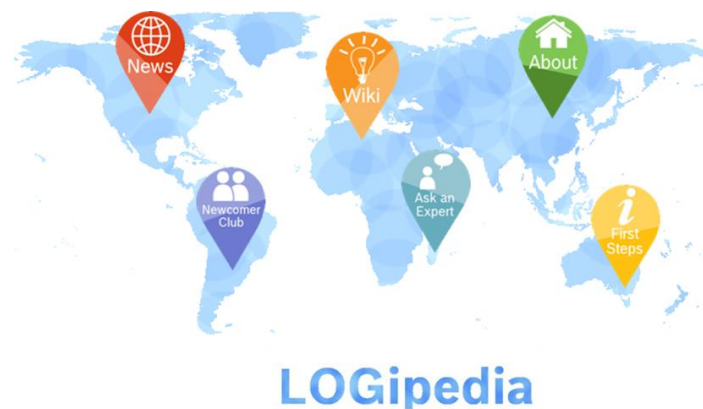 News
Wiki
About
Newcomer
Club
Ask an
Expert
First
Steps
LOGipedia